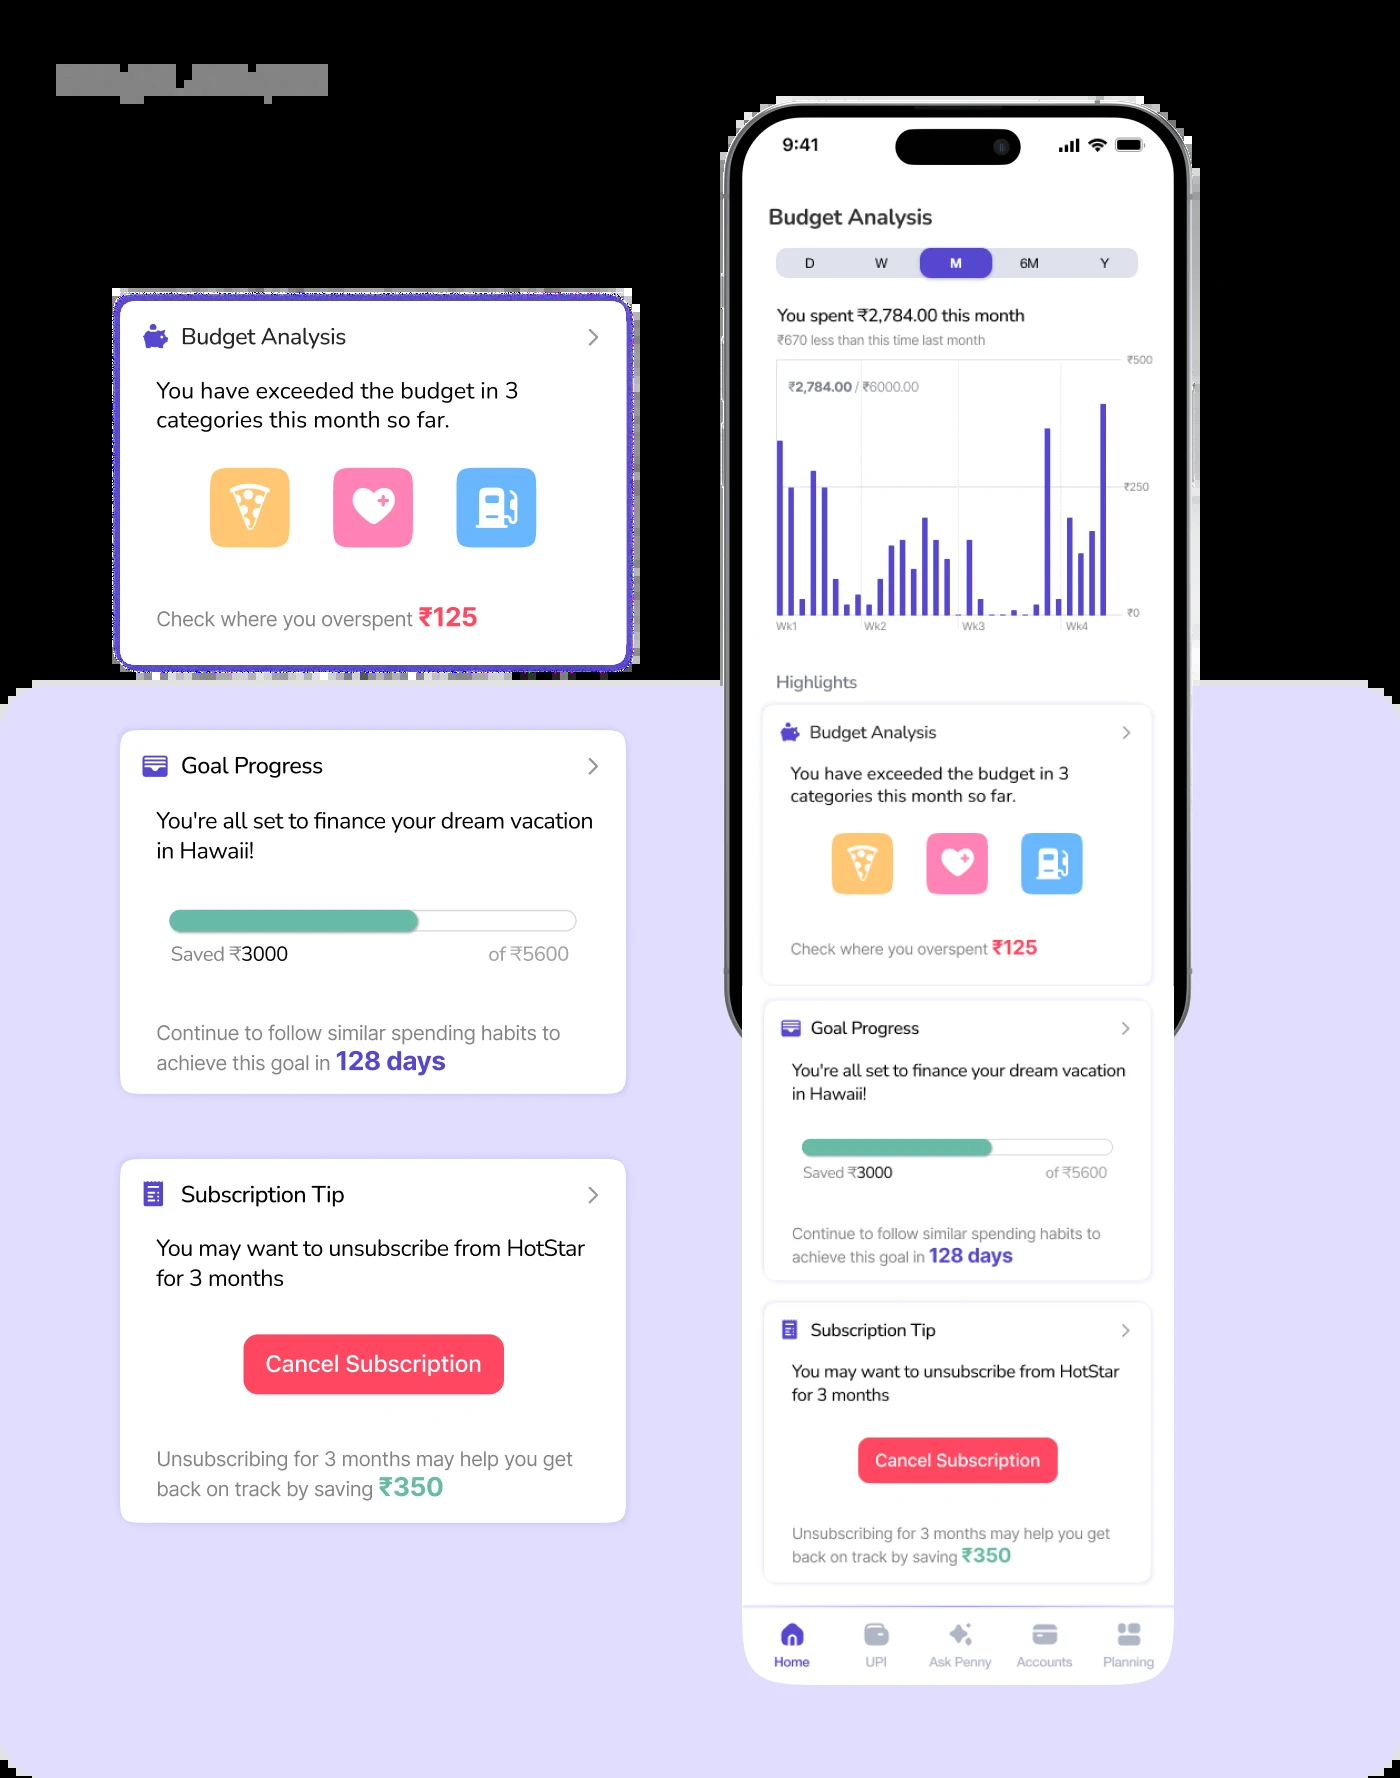 Budget Analysis
You have exceeded the budget in 3
categories this month so far.
Check where you overspent ₹125
Goal Progress
You're all set to finance your dream vacation
in Hawaii!
Saved ₹3000
of ₹5600
Continue to follow similar spending habits to
achieve this goal in 128 days
Subscription Tip
You may want to unsubscribe from HotStar
for 3 months
Cancel Subscription
Unsubscribing for 3 months may help you get
back on track by saving ₹350
9:41
Budget Analysis
D W M 6M Y
You spent ₹2,784.00 this month
₹670 less than this time last month
₹500
₹2,784.00 / ₹6000.00
₹250
₹0
Wk1 Wk2 Wk3 Wk4
Highlights
Budget Analysis
You have exceeded the budget in 3
categories this month so far.
Check where you overspent ₹125
Goal Progress
You're all set to finance your dream vacation
in Hawaii!
Saved ₹3000
of ₹5600
Continue to follow similar spending habits to
achieve this goal in 128 days
Subscription Tip
You may want to unsubscribe from HotStar
for 3 months
Cancel Subscription
Unsubscribing for 3 months may help you get
back on track by saving ₹350
Home UPI Ask Penny Accounts Planning